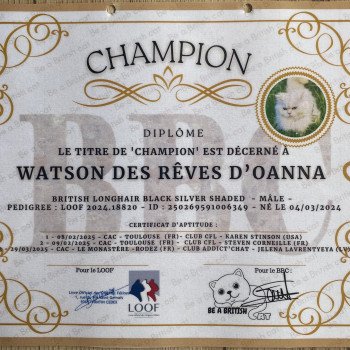 CHAMPION
DIPLÔME
LE TITRE DE 'CHAMPION' EST DÉCERNÉ À
WATSON DES RÊVES D'OANNA
BRITISH LONGHAIR BLACK SILVER SHADED - MÂLE -
PEDIGREE : LOOF 2024.18820 - ID : 250269591006349 - NÉ LE 04/03/2024
CERTIFICAT D'APTITUDE :
1 - 08/02/2025 - CAC - TOULOUSE (FR) - CLUB CFL - KAREN STINSON (USA)
2 - 09/02/2025 - CAC - TOULOUSE (FR) - CLUB CFL - STEVEN CORNEILLE (FR)
- 29/03/2025 - CAC - LE MONASTÈRE-RODEZ (FR) - CLUB ADDICT'CHAT - JELENA LAVRENTYEVA (LT)
Pour le LOOF
Pour le BBC :
LOOF
BE A BRITISH
BBC